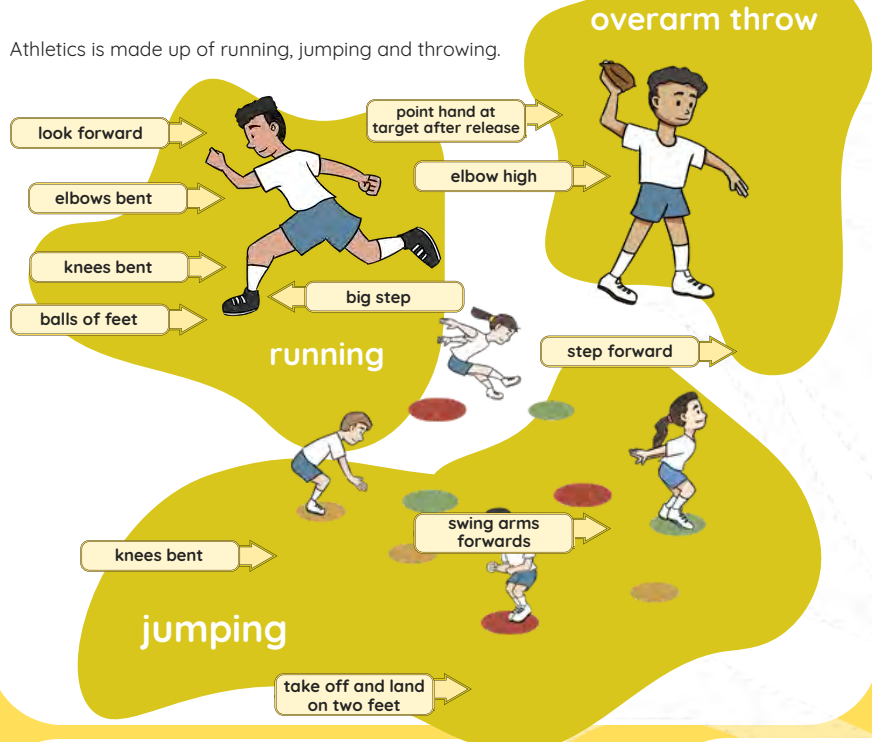 overarm throw
Athletics is made up of running, jumping and throwing.
look forward
elbows bent
knees bent
balls of feet
big step
running
point hand at
target after release
elbow high
step forward
swing arms
forwards
knees bent
jumping
take off and land
on two feet